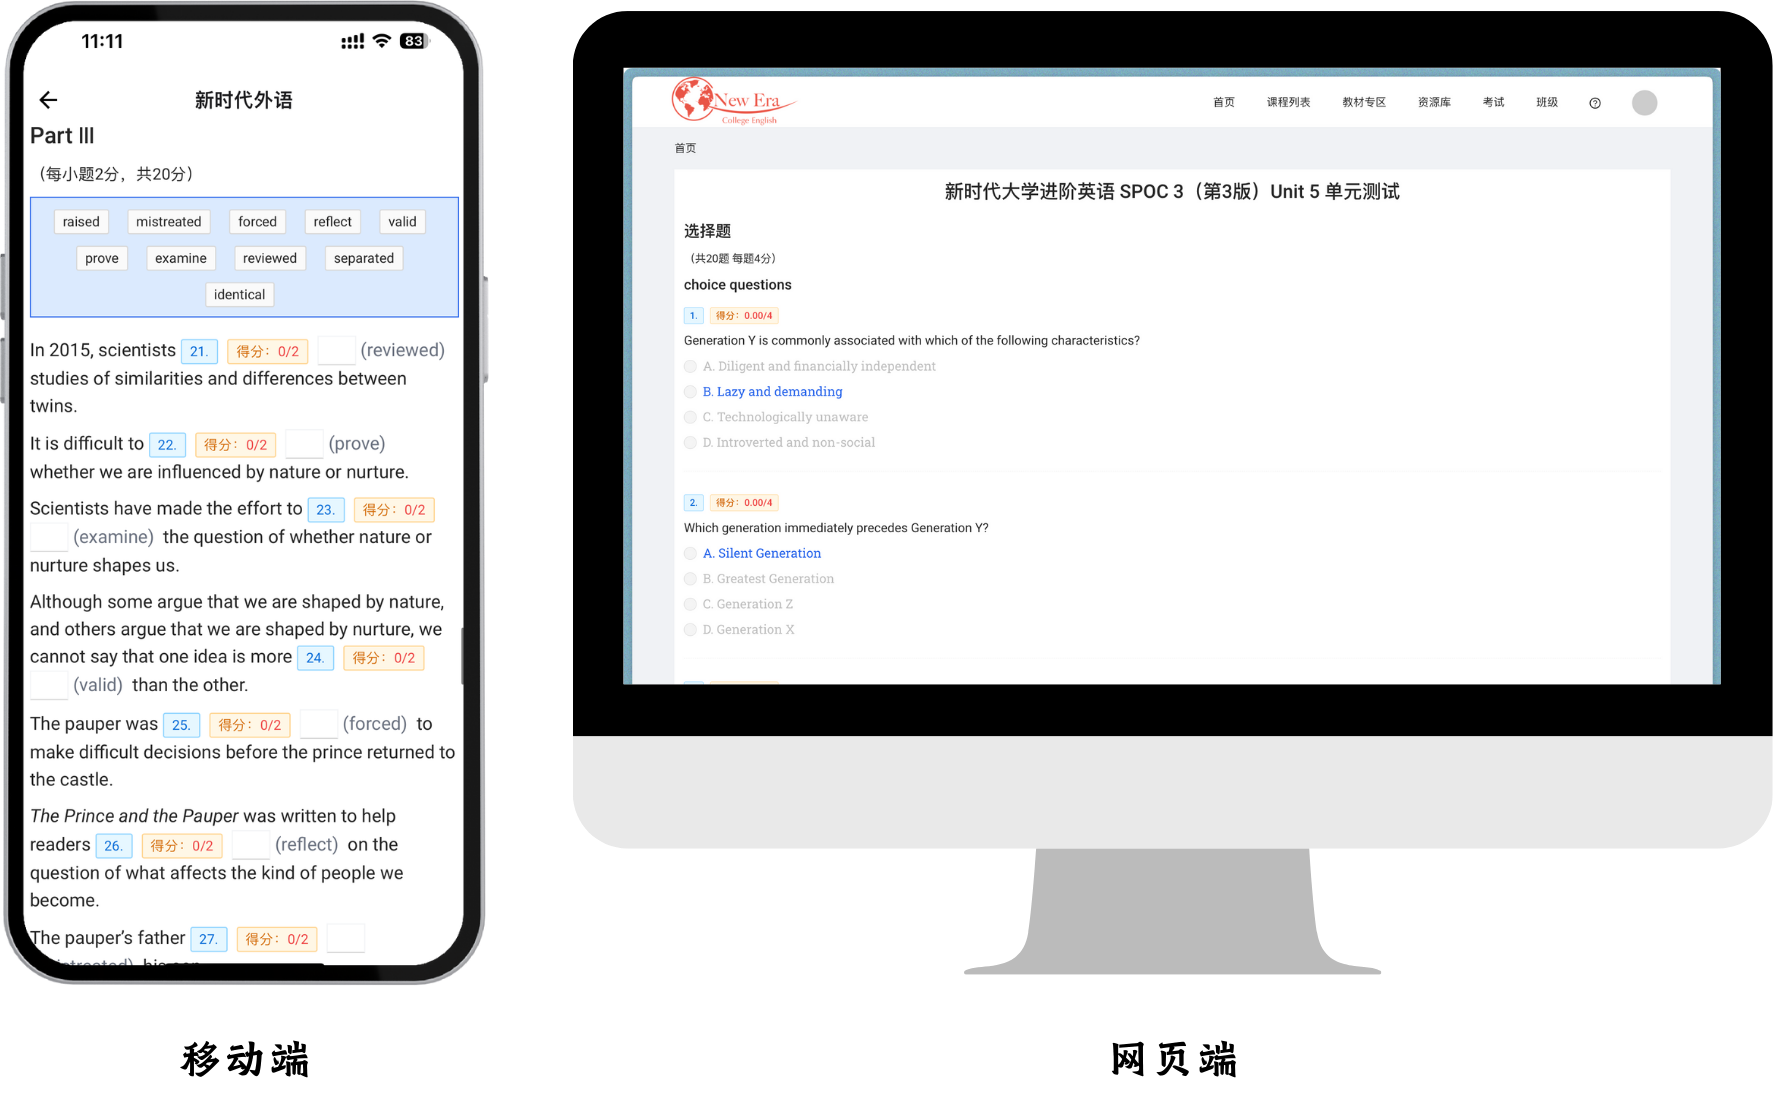 11:11
83
新时代外语
Part III
（每小题2分，共20分）
raised mistreated forced reflect valid
prove examine reviewed separated
identical
In 2015, scientists 21. 得分：0/2 (reviewed)
studies of similarities and differences between
twins.
It is difficult to 22. 得分：0/2 (prove)
whether we are influenced by nature or nurture.
Scientists have made the effort to 23. 得分：0/2
(examine) the question of whether nature or
nurture shapes us.
Although some argue that we are shaped by nature,
and others argue that we are shaped by nurture, we
cannot say that one idea is more 24. 得分：0/2
(valid) than the other.
The pauper was 25. 得分：0/2 (forced) to
make difficult decisions before the prince returned to
the castle.
The Prince and the Pauper was written to help
readers 26. 得分：0/2 (reflect) on the
question of what affects the kind of people we
become.
The pauper's father 27. 得分：0/2
移动端
New Era
College English
首页 课程列表 教材专区 资源库 考试 班级
首页
新时代大学进阶英语 SPOC 3（第3版）Unit 5 单元测试
选择题
（共20题 每题4分）
choice questions
1. 得分：0.00/4
Generation Y is commonly associated with which of the following characteristics?
A. Diligent and financially independent
B. Lazy and demanding
C. Technologically unaware
D. Introverted and non-social
2. 得分：0.00/4
Which generation immediately precedes Generation Y?
A. Silent Generation
B. Greatest Generation
C. Generation Z
D. Generation X
网页端